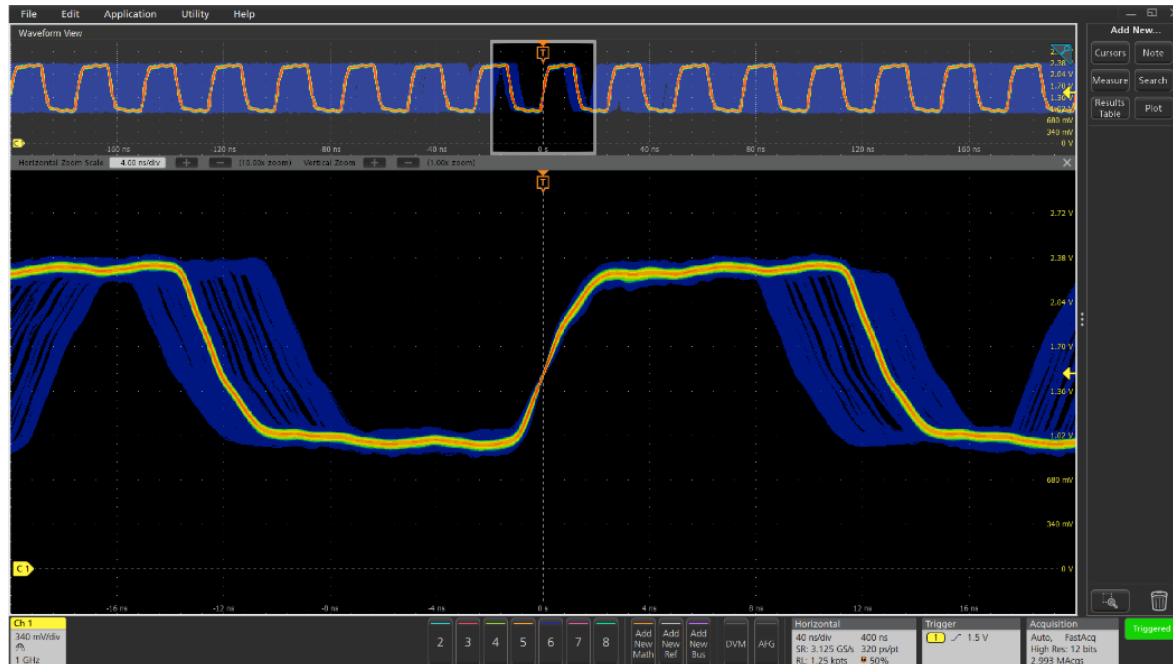 File Edit Application Utility Help
Waveform View
Add New...
Cursors Note
Measure Search
Results Table Plot
-120 ns -80 ns -40 ns 0 s 40 ns 80 ns 120 ns 160 ns
T
2.38
2.04 V
1.70 V
680 mV
340 mV
0 V
C
Horizontal Zoom Scale 4.00 ns/div + − (10.00x zoom) Vertical Zoom + − (1.00x zoom) X
T
2.72 V
2.38 V
2.04 V
1.70 V
1.36 V
1.02 V
680 mV
340 mV
C 1 0 V
-16 ns -12 ns -8 ns -4 ns 0 s 4 ns 8 ns 12 ns 16 ns
Ch 1
340 mV/div
1 GHz
2 3 4 5 6 7 8
Add New Math
Add New Ref
Add New Bus
DVM AFG
Horizontal
40 ns/div 400 ns
SR: 3.125 GS/s 320 ps/pt
RL: 1.25 kpts 50%
Trigger
1 1.5 V
Acquisition
Auto, FastAcq
High Res: 12 bits
2.993 MAcqs
Triggered